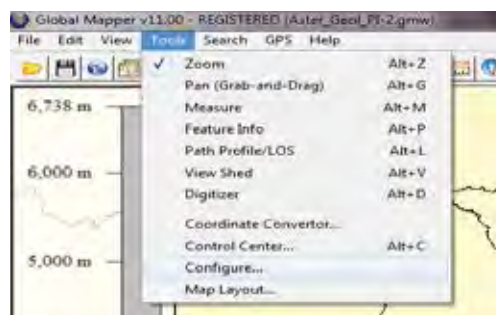 Global Mapper v11.00 - REGISTERED (Aster_Geol_PI-2.gmw)
File Edit View Tools Search GPS Help
✓ Zoom Alt+Z
Pan (Grab-and-Drag) Alt+G
Measure Alt+M
Feature Info Alt+P
Path Profile/LOS Alt+L
View Shed Alt+V
Digitizer Alt+D
Coordinate Convertor...
Control Center... Alt+C
Configure...
Map Layout...
6,738 m
6,000 m
5,000 m